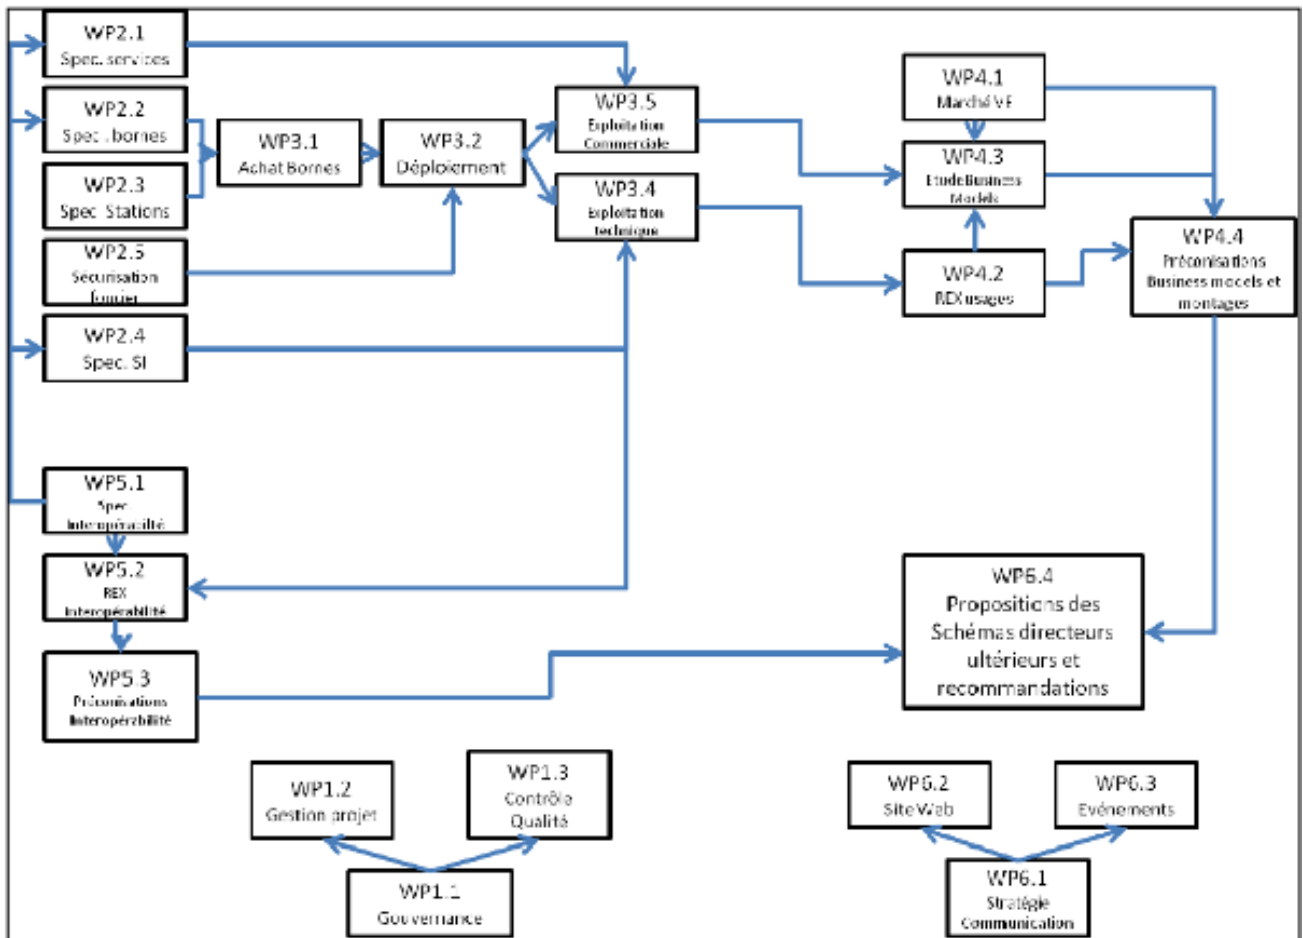 WP2.1
Spec. services
WP2.2
Spec. bornes
WP2.3
Spec. Stations
WP2.5
Sécurisation
foncier
WP2.4
Spec. SI
WP3.1
Achat Bornes
WP3.2
Déploiement
WP3.5
Exploitation
Commerciale
WP3.4
Exploitation
technique
WP4.1
Marché VE
WP4.3
Etude Business
Models
WP4.2
REX usages
WP4.4
Préconisations
Business models et
montages
WP5.1
Spec.
Interopérabilté
WP5.2
REX
Interopérabilité
WP5.3
Préconisations
Interopérabilité
WP6.4
Propositions des
Schémas directeurs
ultérieurs et
recommandations
WP1.2
Gestion projet
WP1.3
Contrôle
Qualité
WP1.1
Gouvernance
WP6.2
Site Web
WP6.3
Evénements
WP6.1
Stratégie
Communication